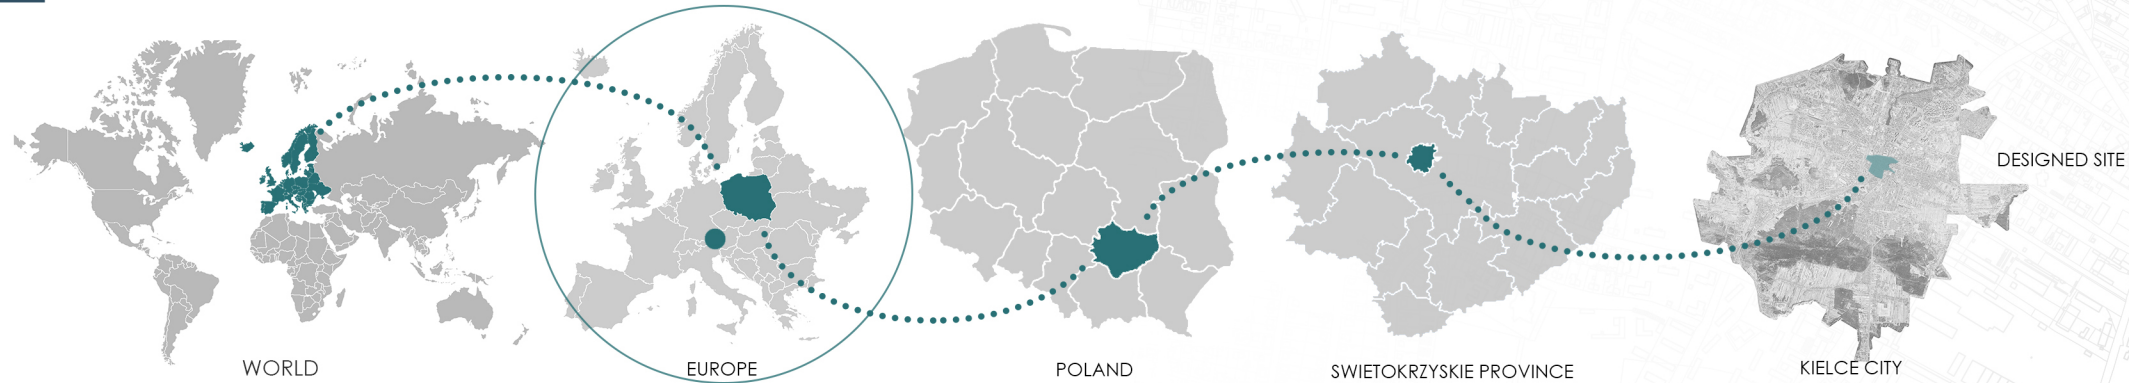 DESIGNED SITE
WORLD
EUROPE
POLAND
SWIETOKRZYSKIE PROVINCE
KIELCE CITY